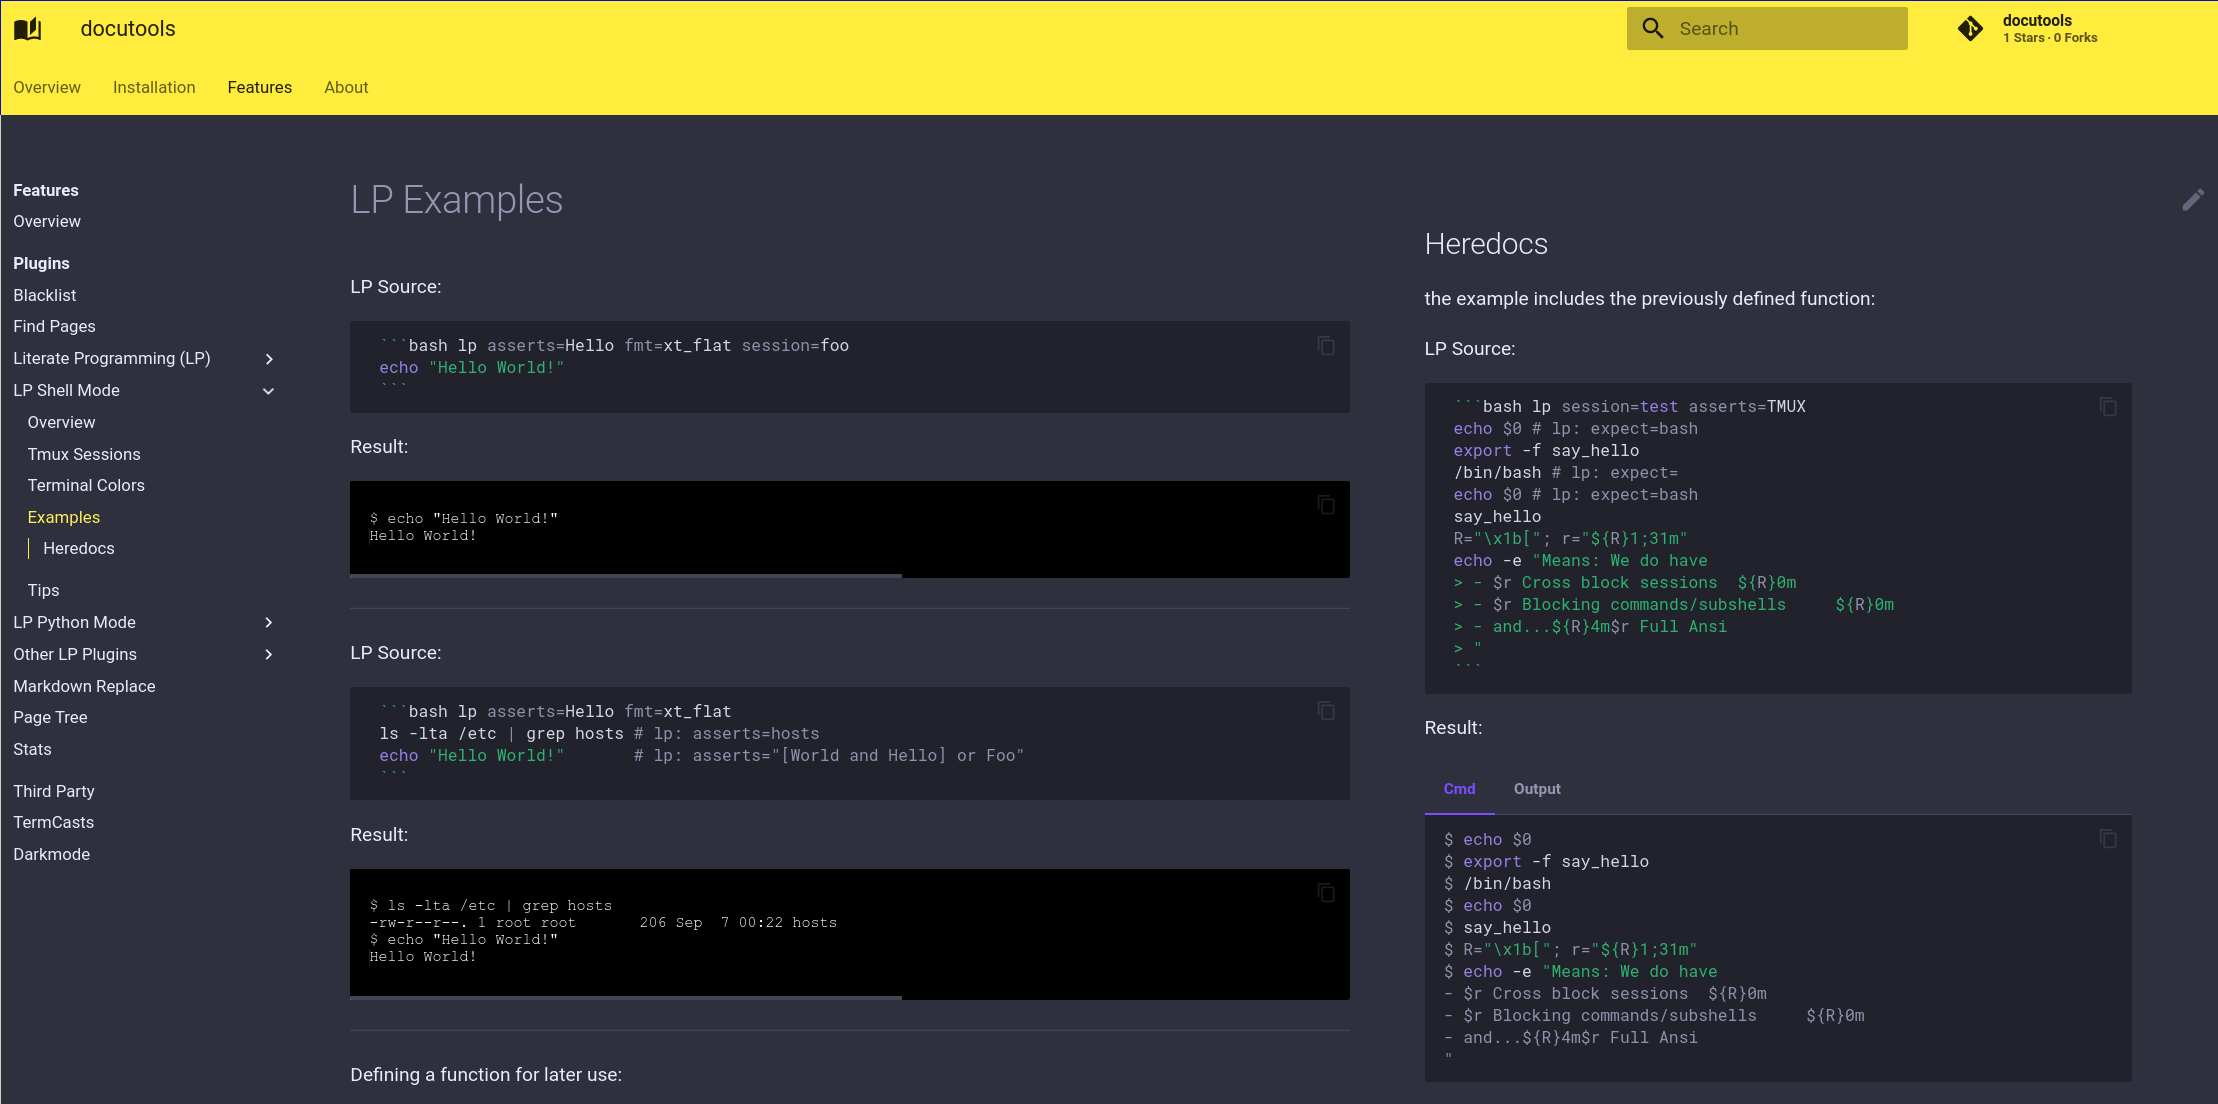 docutools
Search
docutools
1 Stars · 0 Forks
Overview
Installation
Features
About
Features
Overview
Plugins
Blacklist
Find Pages
Literate Programming (LP)
LP Shell Mode
Overview
Tmux Sessions
Terminal Colors
Examples
Heredocs
Tips
LP Python Mode
Other LP Plugins
Markdown Replace
Page Tree
Stats
Third Party
TermCasts
Darkmode
LP Examples
LP Source:
```bash lp asserts=Hello fmt=xt_flat session=foo
echo "Hello World!"
```
Result:
$ echo "Hello World!"
Hello World!
LP Source:
```bash lp asserts=Hello fmt=xt_flat
ls -lta /etc | grep hosts # lp: asserts=hosts
echo "Hello World!"       # lp: asserts="[World and Hello] or Foo"
```
Result:
$ ls -lta /etc | grep hosts
-rw-r--r--. 1 root root       206 Sep  7 00:22 hosts
$ echo "Hello World!"
Hello World!
Defining a function for later use:
Heredocs
the example includes the previously defined function:
LP Source:
```bash lp session=test asserts=TMUX
echo $0 # lp: expect=bash
export -f say_hello
/bin/bash # lp: expect=
echo $0 # lp: expect=bash
say_hello
R="\x1b["; r="${R}1;31m"
echo -e "Means: We do have
> - $r Cross block sessions  ${R}0m
> - $r Blocking commands/subshells     ${R}0m
> - and...${R}4m$r Full Ansi
> "
```
Result:
Cmd
Output
$ echo $0
$ export -f say_hello
$ /bin/bash
$ echo $0
$ say_hello
$ R="\x1b["; r="${R}1;31m"
$ echo -e "Means: We do have
- $r Cross block sessions  ${R}0m
- $r Blocking commands/subshells     ${R}0m
- and...${R}4m$r Full Ansi
"